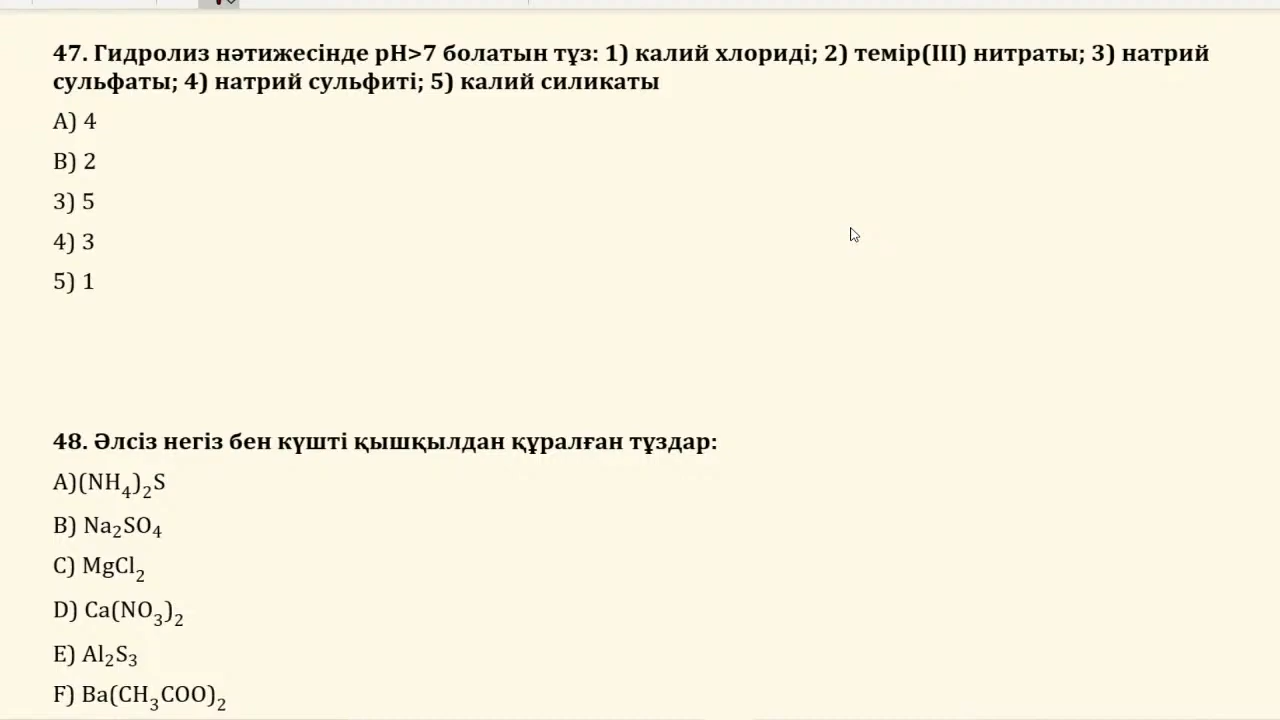 47. Гидролиз нәтижесінде рН>7 болатын тұз: 1) калий хлориді; 2) темір(III) нитраты; 3) натрий
сульфаты; 4) натрий сульфиті; 5) калий силикаты
A) 4
B) 2
3) 5
4) 3
5) 1
48. Әлсіз негіз бен күшті қышқылдан құралған тұздар:
A)(NH₄)₂S
B) Na₂SO₄
C) MgCl₂
D) Ca(NO₃)₂
E) Al₂S₃
F) Ba(CH₃COO)₂